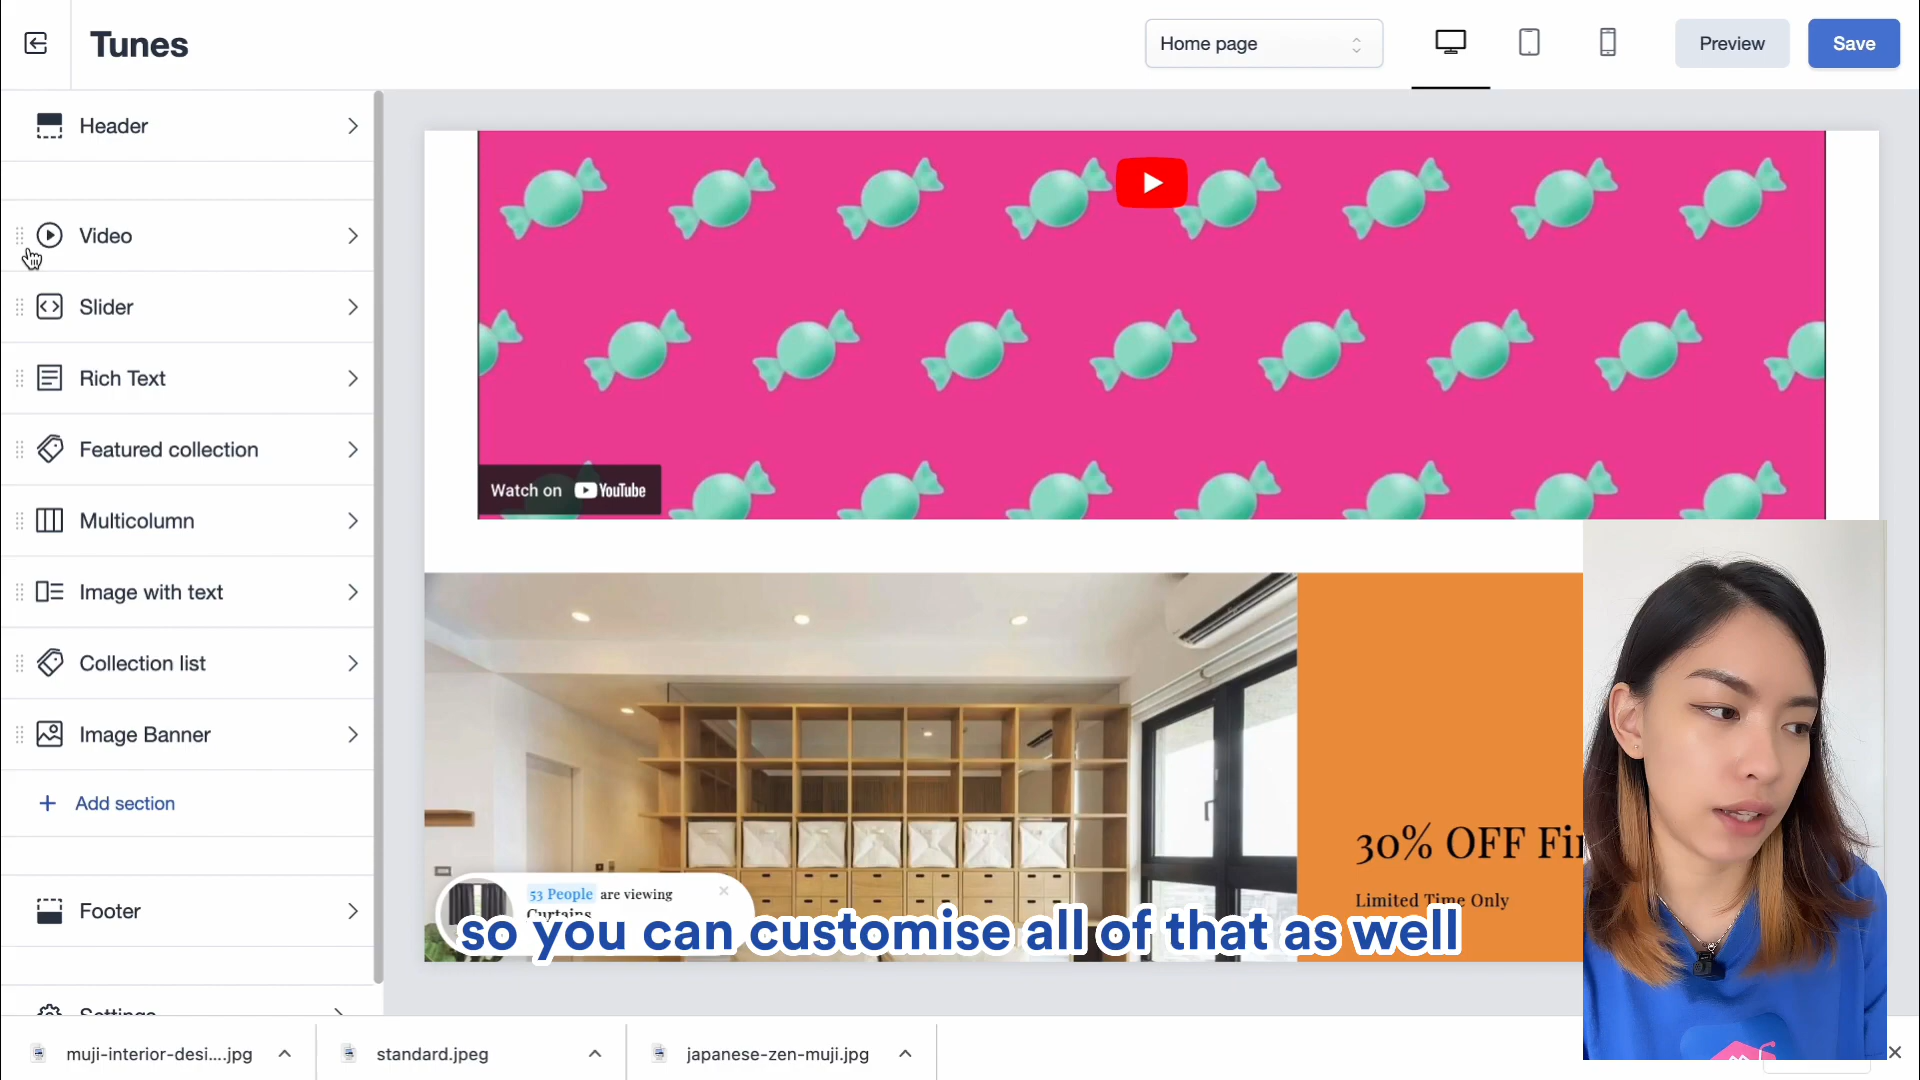 Tunes
Home page
Preview
Save
Header
Video
Slider
Rich Text
Featured collection
Multicolumn
Image with text
Collection list
Image Banner
Add section
Footer
Settings
Watch on YouTube
30% OFF Fi
Limited Time Only
53 People are viewing
Curtains
so you can customise all of that as well
muji-interior-desi....jpg
standard.jpeg
japanese-zen-muji.jpg